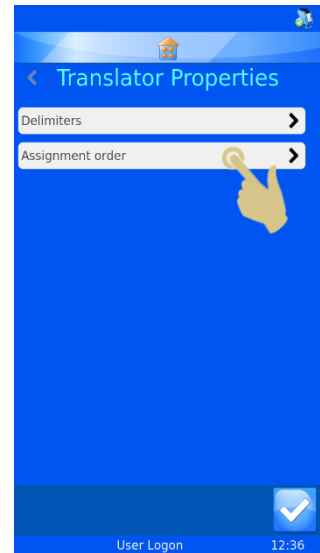 Translator Properties
Delimiters
Assignment order
User Logon
12:36